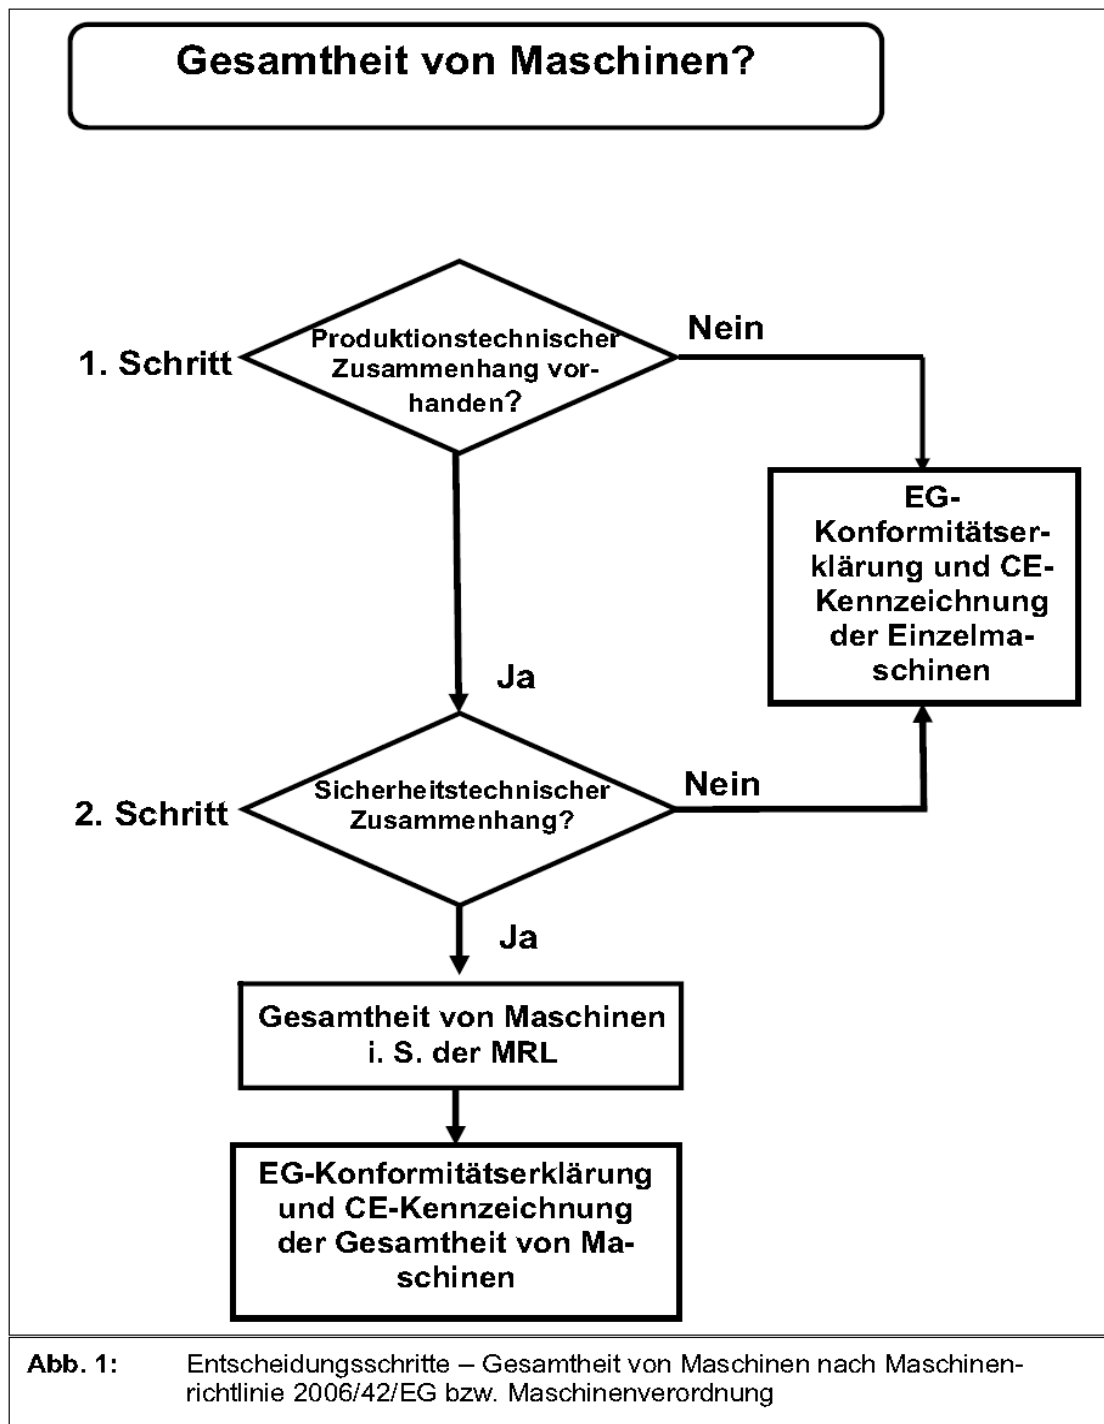 Gesamtheit von Maschinen?
1. Schritt
Produktionstechnischer
Zusammenhang vor-
handen?
Nein
EG-
Konformitätser-
klärung und CE-
Kennzeichnung
der Einzelma-
schinen
Ja
2. Schritt
Sicherheitstechnischer
Zusammenhang?
Nein
Ja
Gesamtheit von Maschinen
i. S. der MRL
EG-Konformitätserklärung
und CE-Kennzeichnung
der Gesamtheit von Ma-
schinen
Abb. 1: Entscheidungsschritte – Gesamtheit von Maschinen nach Maschinen-
richtlinie 2006/42/EG bzw. Maschinenverordnung